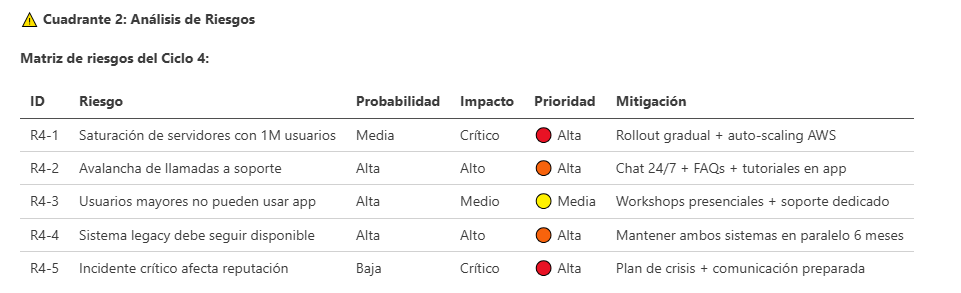 ⚠ Cuadrante 2: Análisis de Riesgos
Matriz de riesgos del Ciclo 4:
ID Riesgo Probabilidad Impacto Prioridad Mitigación
R4-1 Saturación de servidores con 1M usuarios Media Crítico 🔴 Alta Rollout gradual + auto-scaling AWS
R4-2 Avalancha de llamadas a soporte Alta Alto 🟠 Alta Chat 24/7 + FAQs + tutoriales en app
R4-3 Usuarios mayores no pueden usar app Alta Medio 🟡 Media Workshops presenciales + soporte dedicado
R4-4 Sistema legacy debe seguir disponible Alta Alto 🟠 Alta Mantener ambos sistemas en paralelo 6 meses
R4-5 Incidente crítico afecta reputación Baja Crítico 🔴 Alta Plan de crisis + comunicación preparada